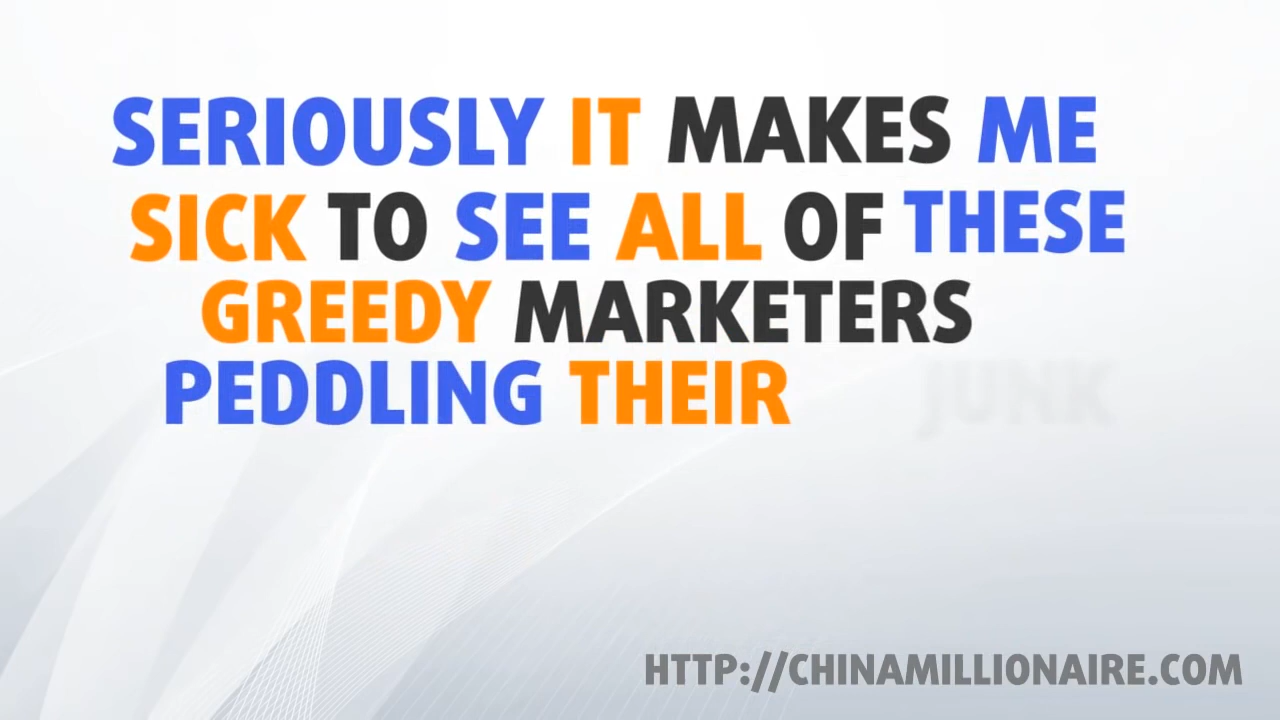 SERIOUSLY IT MAKES ME
SICK TO SEE ALL OF THESE
GREEDY MARKETERS
PEDDLING THEIR JUNK
HTTP://CHINAMILLIONAIRE.COM